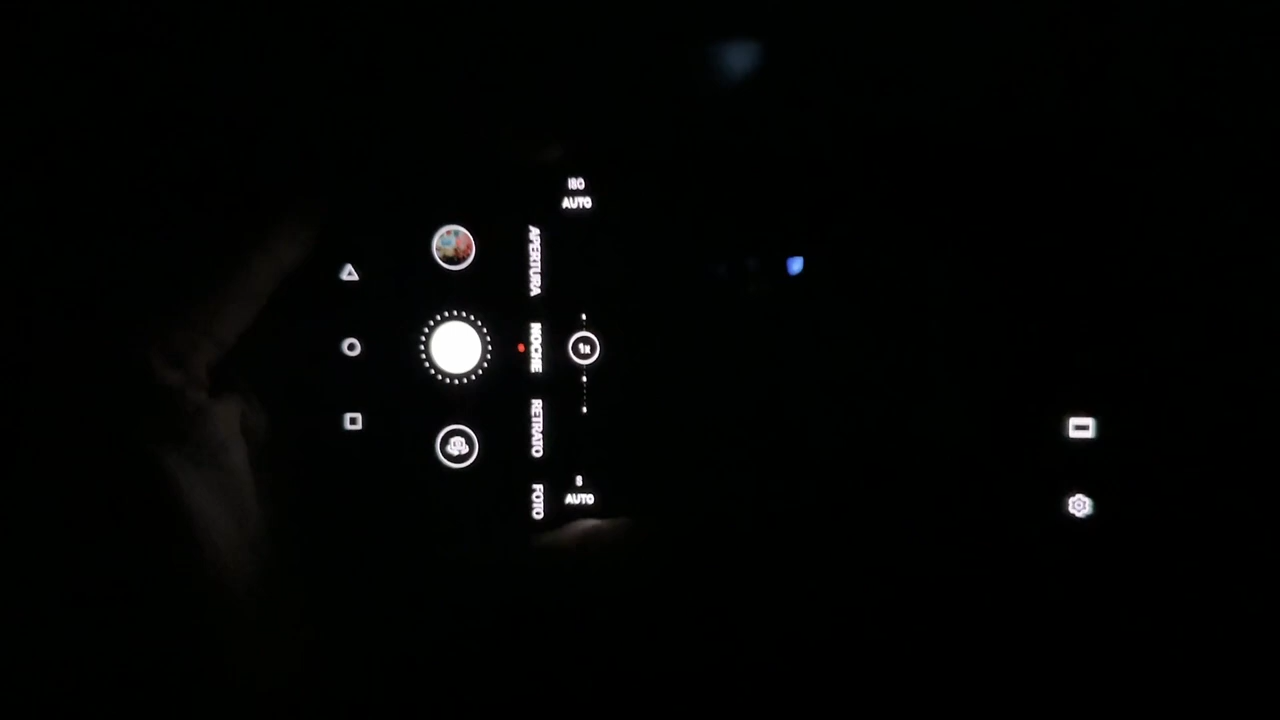 ISO
AUTO
1x
S
AUTO
APERTURA
NOCHE
RETRATO
FOTO